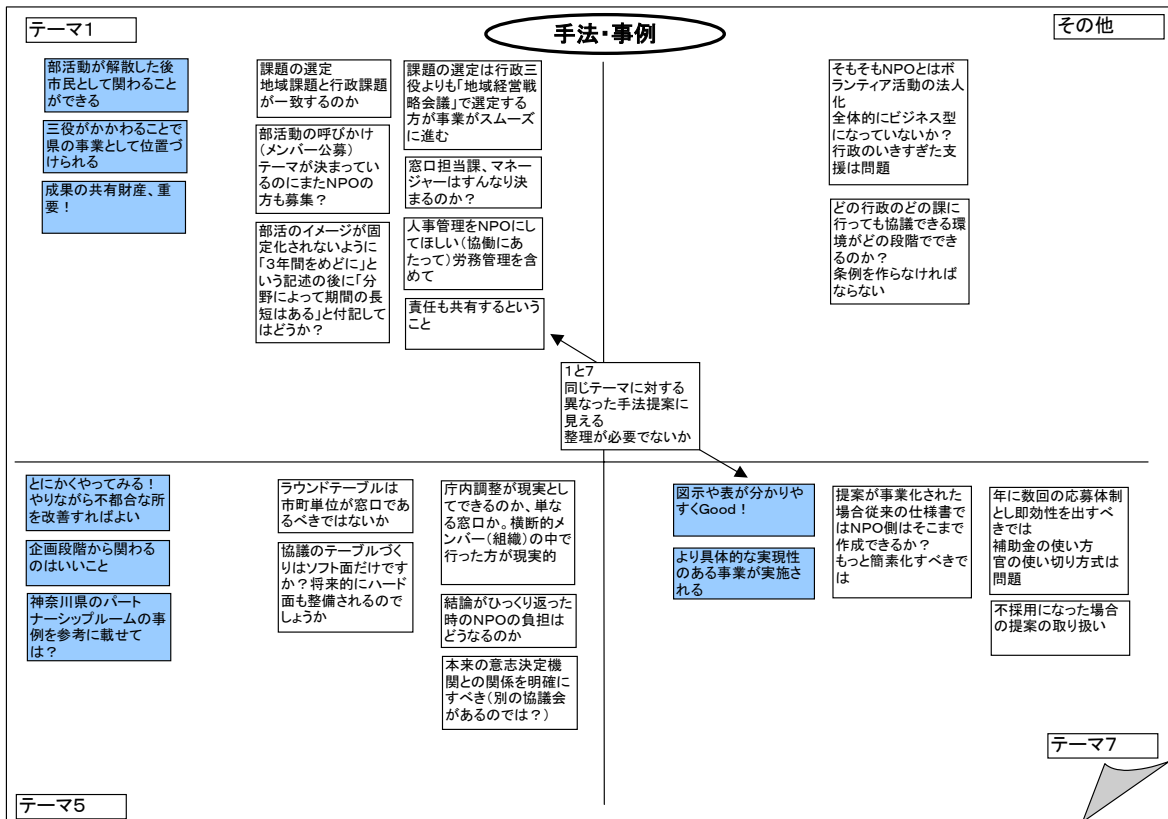 テーマ1
手法・事例
その他
部活動が解散した後
市民として関わること
ができる
三役がかかわることで
県の事業として位置づ
けられる
成果の共有財産、重
要！
課題の選定
地域課題と行政課題
が一致するのか
部活動の呼びかけ
（メンバー公募）
テーマが決まってい
るのにまたNPOの
方も募集？
部活のイメージが固
定化されないように
「3年間をめどに」と
いう記述の後に「分
野によって期間の長
短はある」と付記して
はどうか？
課題の選定は行政三
役よりも「地域経営戦
略会議」で選定する
方が事業がスムーズ
に進む
窓口担当課、マネー
ジャーはすんなり決
まるのか？
人事管理をNPOにし
てほしい（協働にあ
たって）労務管理を含
めて
責任も共有するという
こと
そもそもNPOとはボ
ランティア活動の法人
化
全体的にビジネス型
になっていないか？
行政のいきすぎた支
援は問題
どの行政のどの課に
行っても協議できる環
境がどの段階ででき
るのか？
条例を作らなければ
ならない
1と7
同じテーマに対する
異なった手法提案に
見える
整理が必要でないか
とにかくやってみる！
やりながら不都合な所
を改善すればよい
企画段階から関わる
のはいいこと
神奈川県のパート
ナーシップルームの事
例を参考に載せて
は？
ラウンドテーブルは
市町単位が窓口であ
るべきではないか
協議のテーブルづく
りはソフト面だけです
か？将来的にハード
面も整備されるので
しょうか
庁内調整が現実とし
てできるのか、単な
る窓口か。横断的メ
ンバー（組織）の中で
行った方が現実的
結論がひっくり返った
時のNPOの負担は
どうなるのか
本来の意志決定機
関との関係を明確に
すべき（別の協議会
があるのでは？）
図示や表が分かりや
すくGood！
より具体的な実現性
のある事業が実施さ
れる
提案が事業化された
場合従来の仕様書で
はNPO側はそこまで
作成できるか？
もっと簡素化すべきで
は
年に数回の応募体制
とし即効性を出すべ
きでは
補助金の使い方
官の使い切り方式は
問題
不採用になった場合
の提案の取り扱い
テーマ7
テーマ5